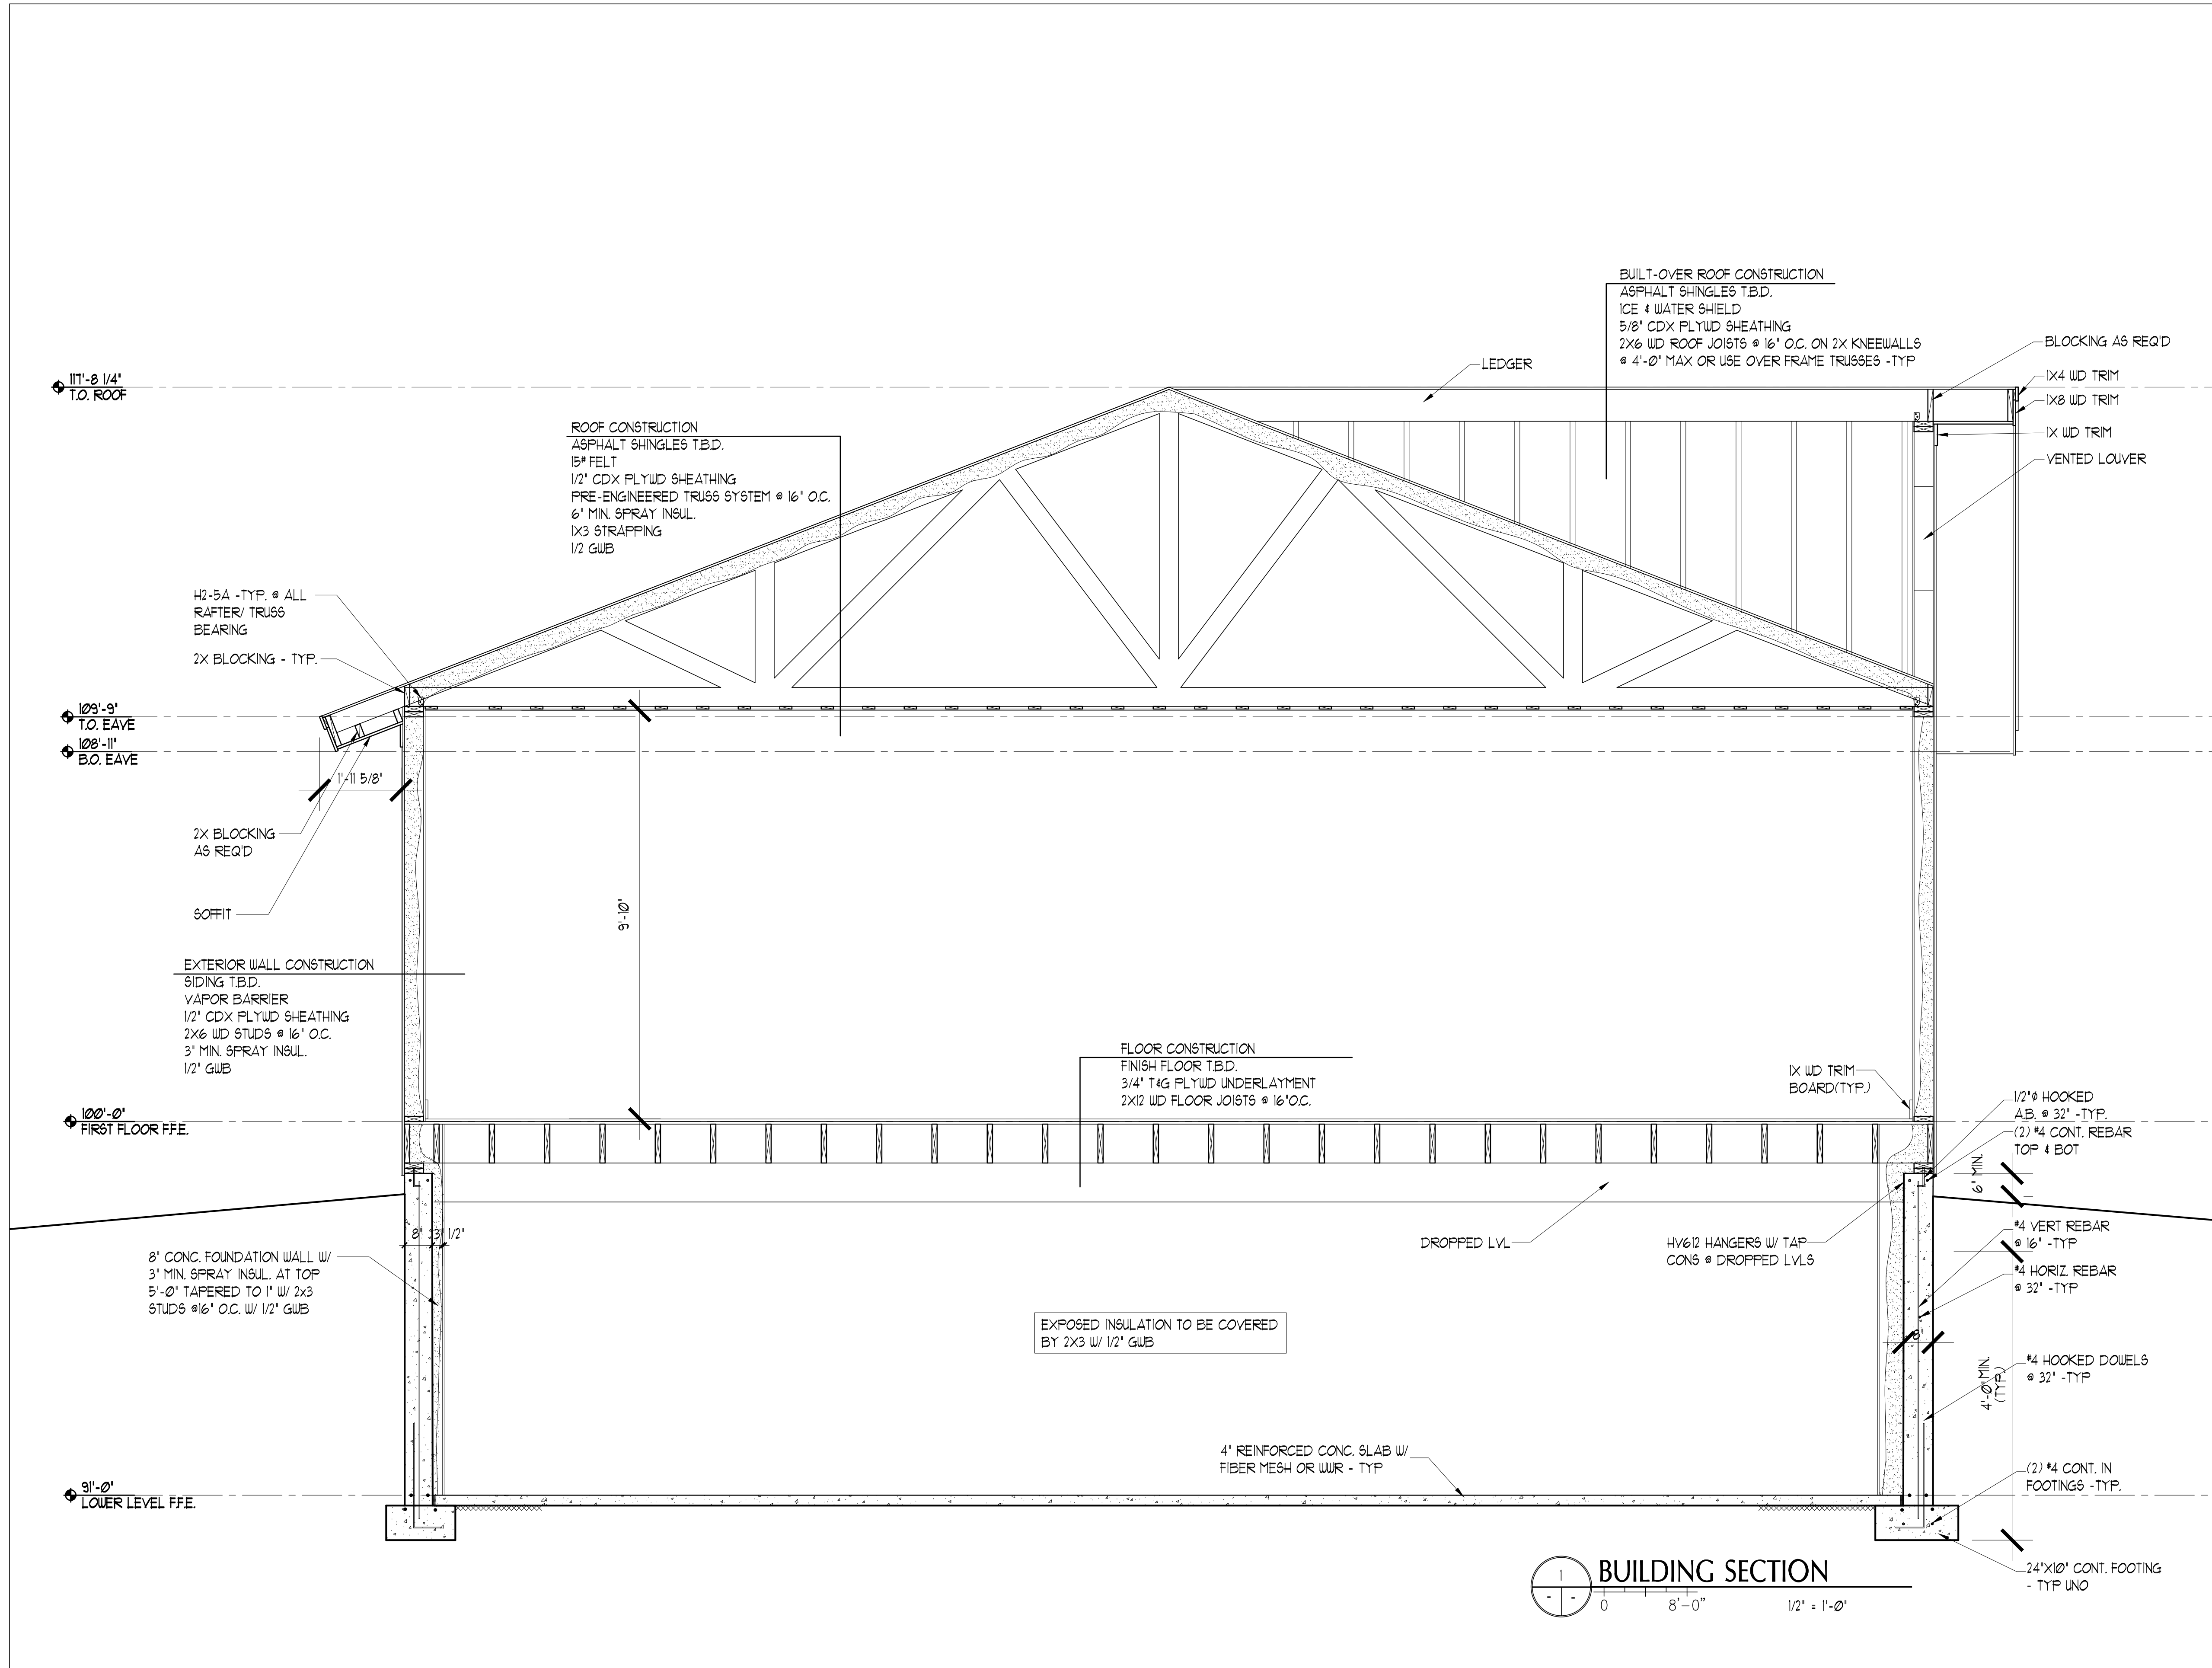 BUILT-OVER ROOF CONSTRUCTION
ASPHALT SHINGLES T.B.D.
ICE & WATER SHIELD
5/8" CDX PLYWD SHEATHING
2X6 WD ROOF JOISTS @ 16" O.C. ON 2X KNEEWALLS
@ 4'-0" MAX OR USE OVER FRAME TRUSSES -TYP
LEDGER
BLOCKING AS REQ'D
1X4 WD TRIM
1X8 WD TRIM
1X WD TRIM
VENTED LOUVER
117'-8 1/4"
T.O. ROOF
ROOF CONSTRUCTION
ASPHALT SHINGLES T.B.D.
15# FELT
1/2" CDX PLYWD SHEATHING
PRE-ENGINEERED TRUSS SYSTEM @ 16" O.C.
6" MIN. SPRAY INSUL.
1X3 STRAPPING
1/2 GWB
H2-5A -TYP. @ ALL
RAFTER/ TRUSS
BEARING
2X BLOCKING - TYP.
109'-9"
T.O. EAVE
108'-11"
B.O. EAVE
1'-11 5/8"
2X BLOCKING
AS REQ'D
SOFFIT
9'-10"
EXTERIOR WALL CONSTRUCTION
SIDING T.B.D.
VAPOR BARRIER
1/2" CDX PLYWD SHEATHING
2X6 WD STUDS @ 16" O.C.
3" MIN. SPRAY INSUL.
1/2" GWB
FLOOR CONSTRUCTION
FINISH FLOOR T.B.D.
3/4" T&G PLYWD UNDERLAYMENT
2X12 WD FLOOR JOISTS @ 16"O.C.
1X WD TRIM
BOARD(TYP.)
100'-0"
FIRST FLOOR F.F.E.
1/2"Ø HOOKED
A.B. @ 32" -TYP.
(2) #4 CONT. REBAR
TOP & BOT
6" MIN.
8"
1/2"
DROPPED LVL
HV612 HANGERS W/ TAP
CONS @ DROPPED LVLS
#4 VERT REBAR
@ 16" -TYP
#4 HORIZ. REBAR
@ 32" -TYP
8" CONC. FOUNDATION WALL W/
3" MIN. SPRAY INSUL. AT TOP
5'-0" TAPERED TO 1" W/ 2x3
STUDS @16" O.C. W/ 1/2" GWB
EXPOSED INSULATION TO BE COVERED
BY 2X3 W/ 1/2" GWB
8"
4'-0" MIN.
(TYP.)
#4 HOOKED DOWELS
@ 32" -TYP
4" REINFORCED CONC. SLAB W/
FIBER MESH OR WWR - TYP
(2) #4 CONT. IN
FOOTINGS -TYP.
91'-0"
LOWER LEVEL F.F.E.
24"X10" CONT. FOOTING
- TYP UNO
1
- -
BUILDING SECTION
0 8'-0"
1/2" = 1'-0"